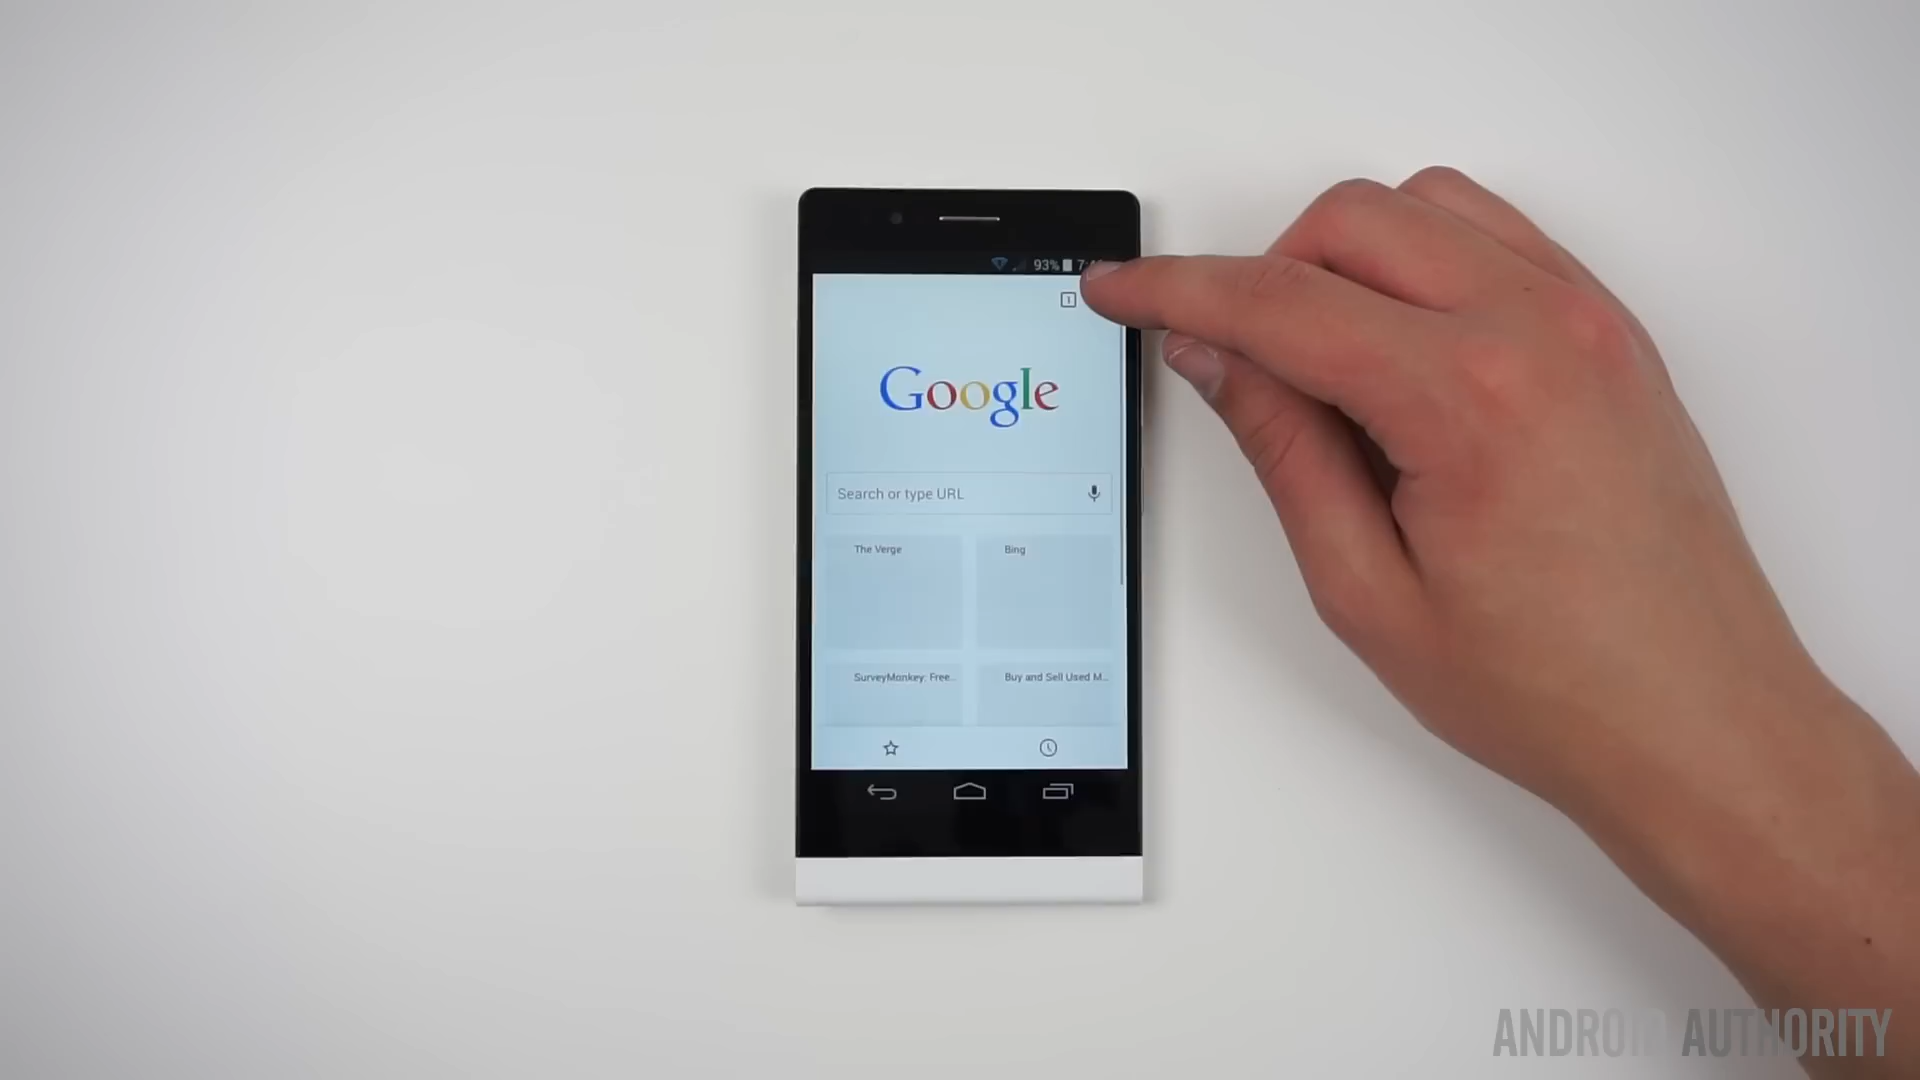 93%
1
Google
Search or type URL
The Verge
Bing
SurveyMonkey: Free...
Buy and Sell Used M...
ANDROID AUTHORITY